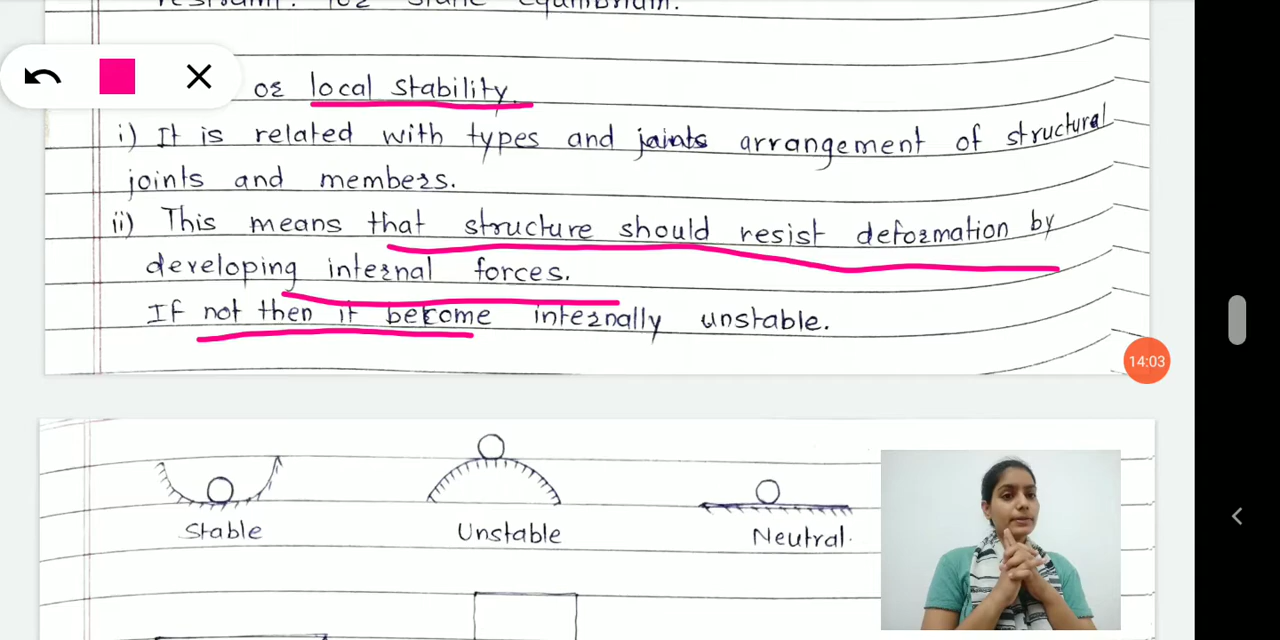 or local stability.
i) It is related with types and joints arrangement of structural
joints and members.
ii) This means that structure should resist deformation by
developing internal forces.
If not then it become internally unstable.
14:03
Stable Unstable Neutral.